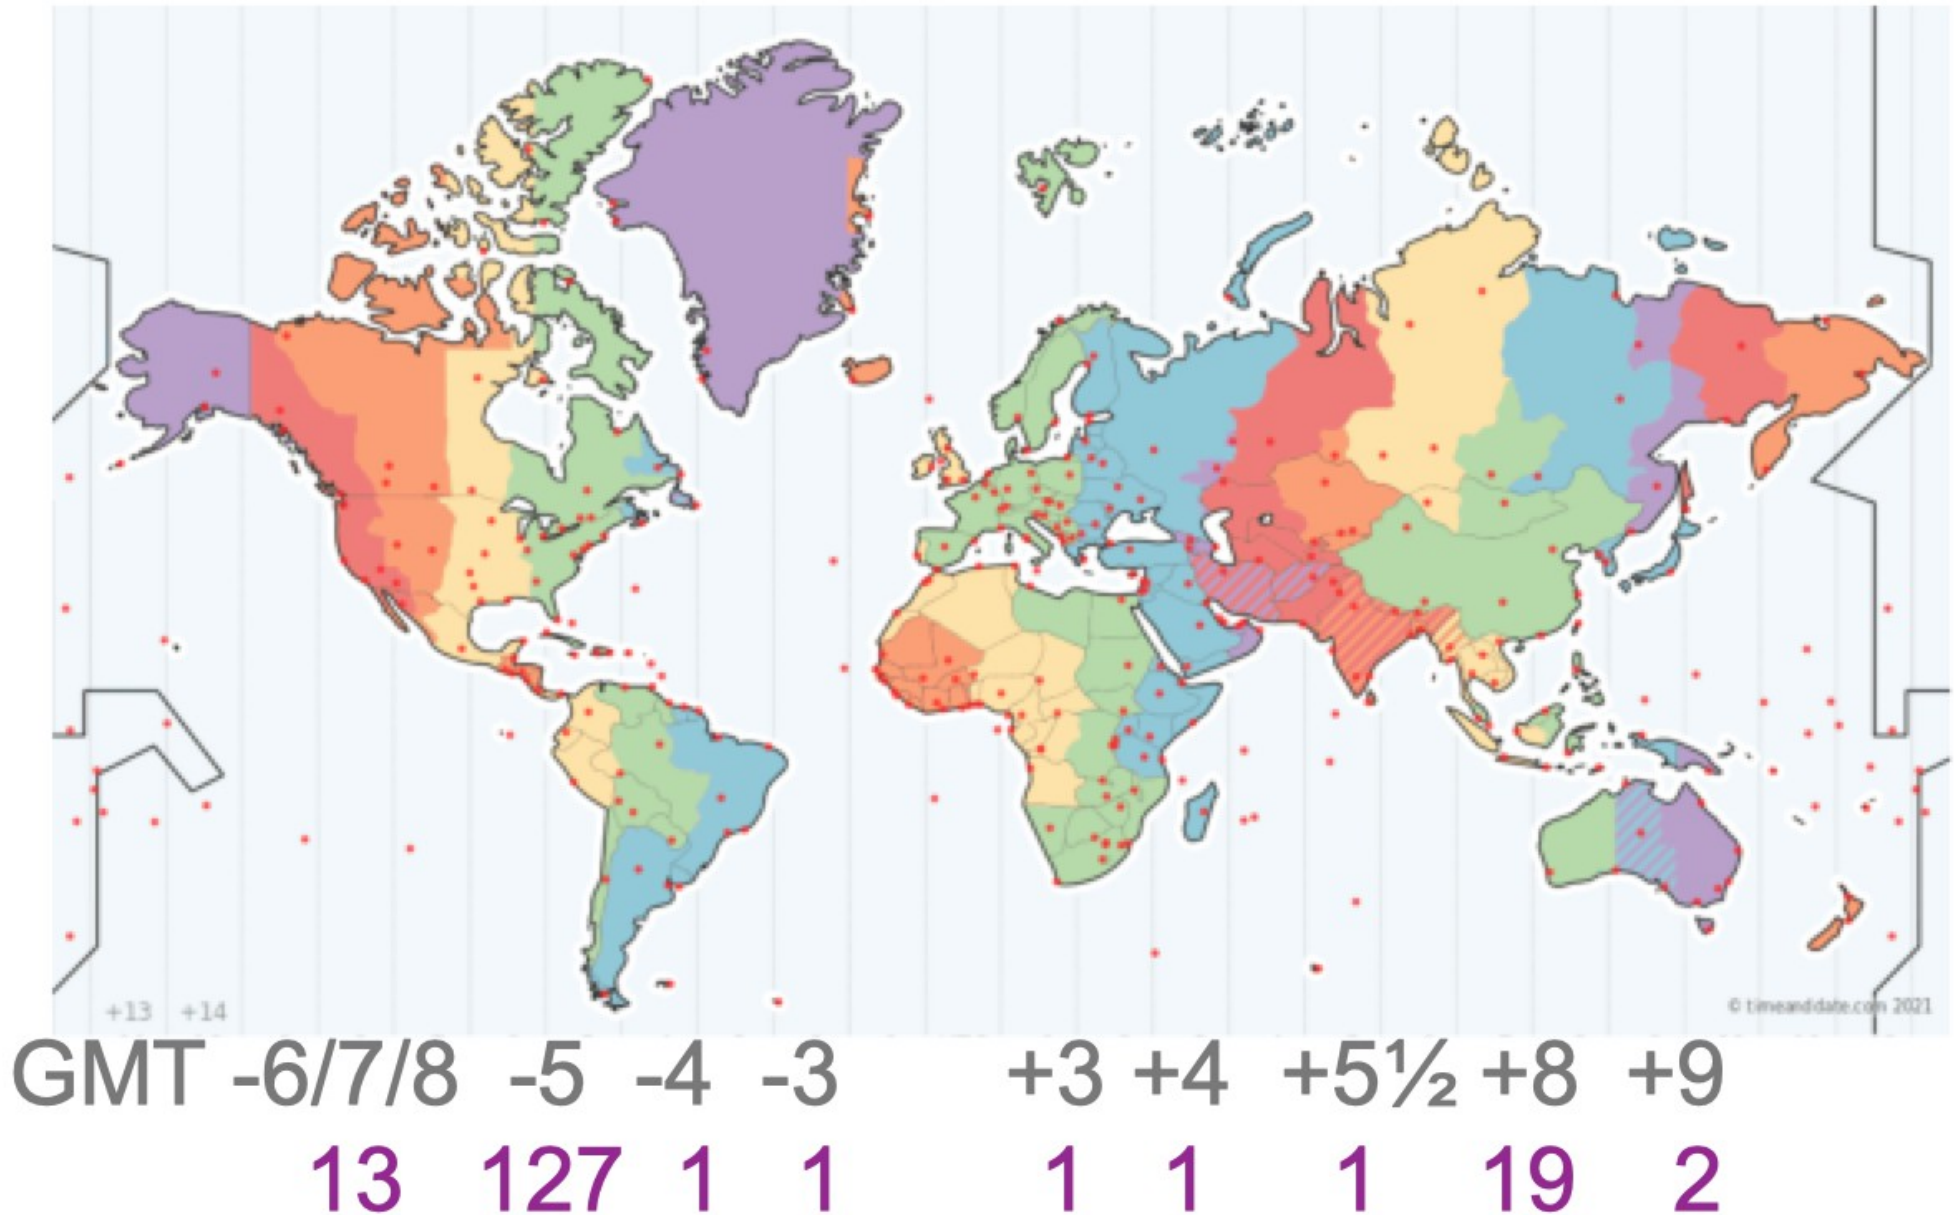 +13 +14
© timeanddate.com 2021
GMT -6/7/8 -5 -4 -3 +3 +4 +5½ +8 +9
13 127 1 1 1 1 1 19 2